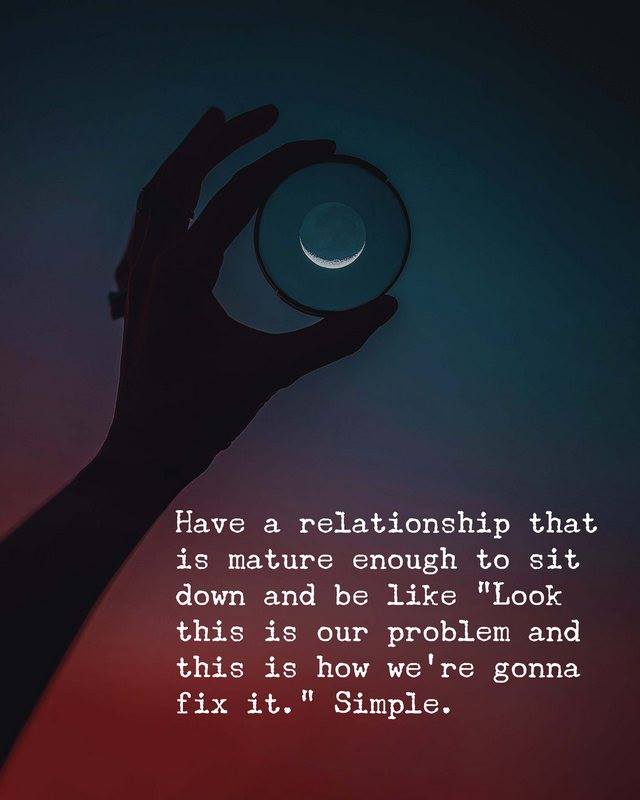 Have a relationship that
is mature enough to sit
down and be like "Look
this is our problem and
this is how we're gonna
fix it." Simple.